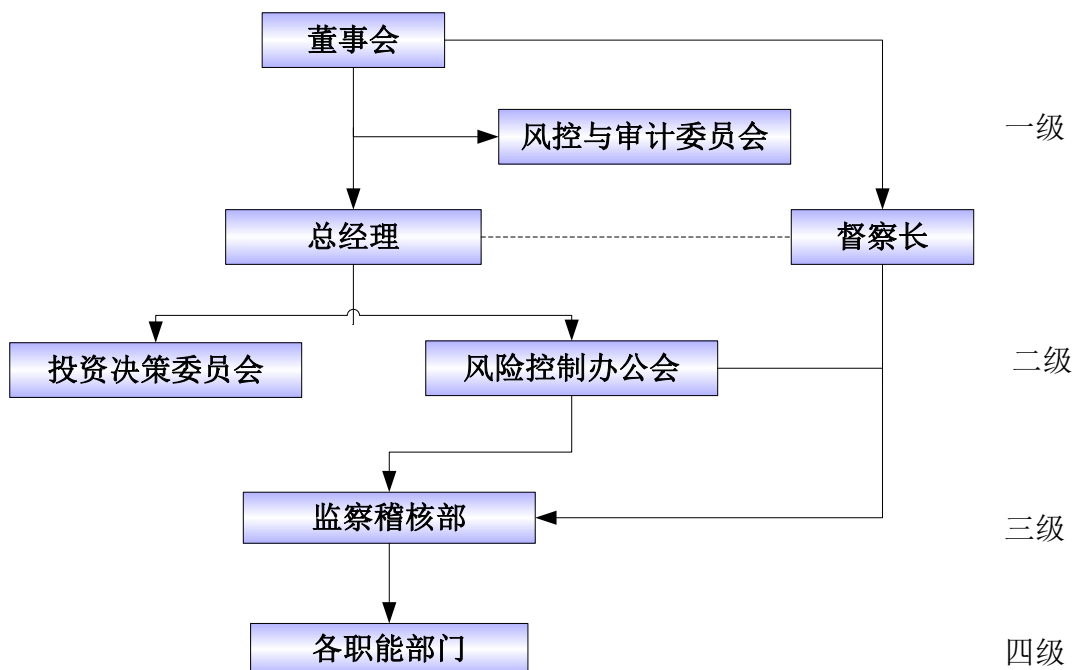 董事会
风控与审计委员会
一级
总经理
督察长
投资决策委员会
风险控制办公会
二级
监察稽核部
三级
各职能部门
四级